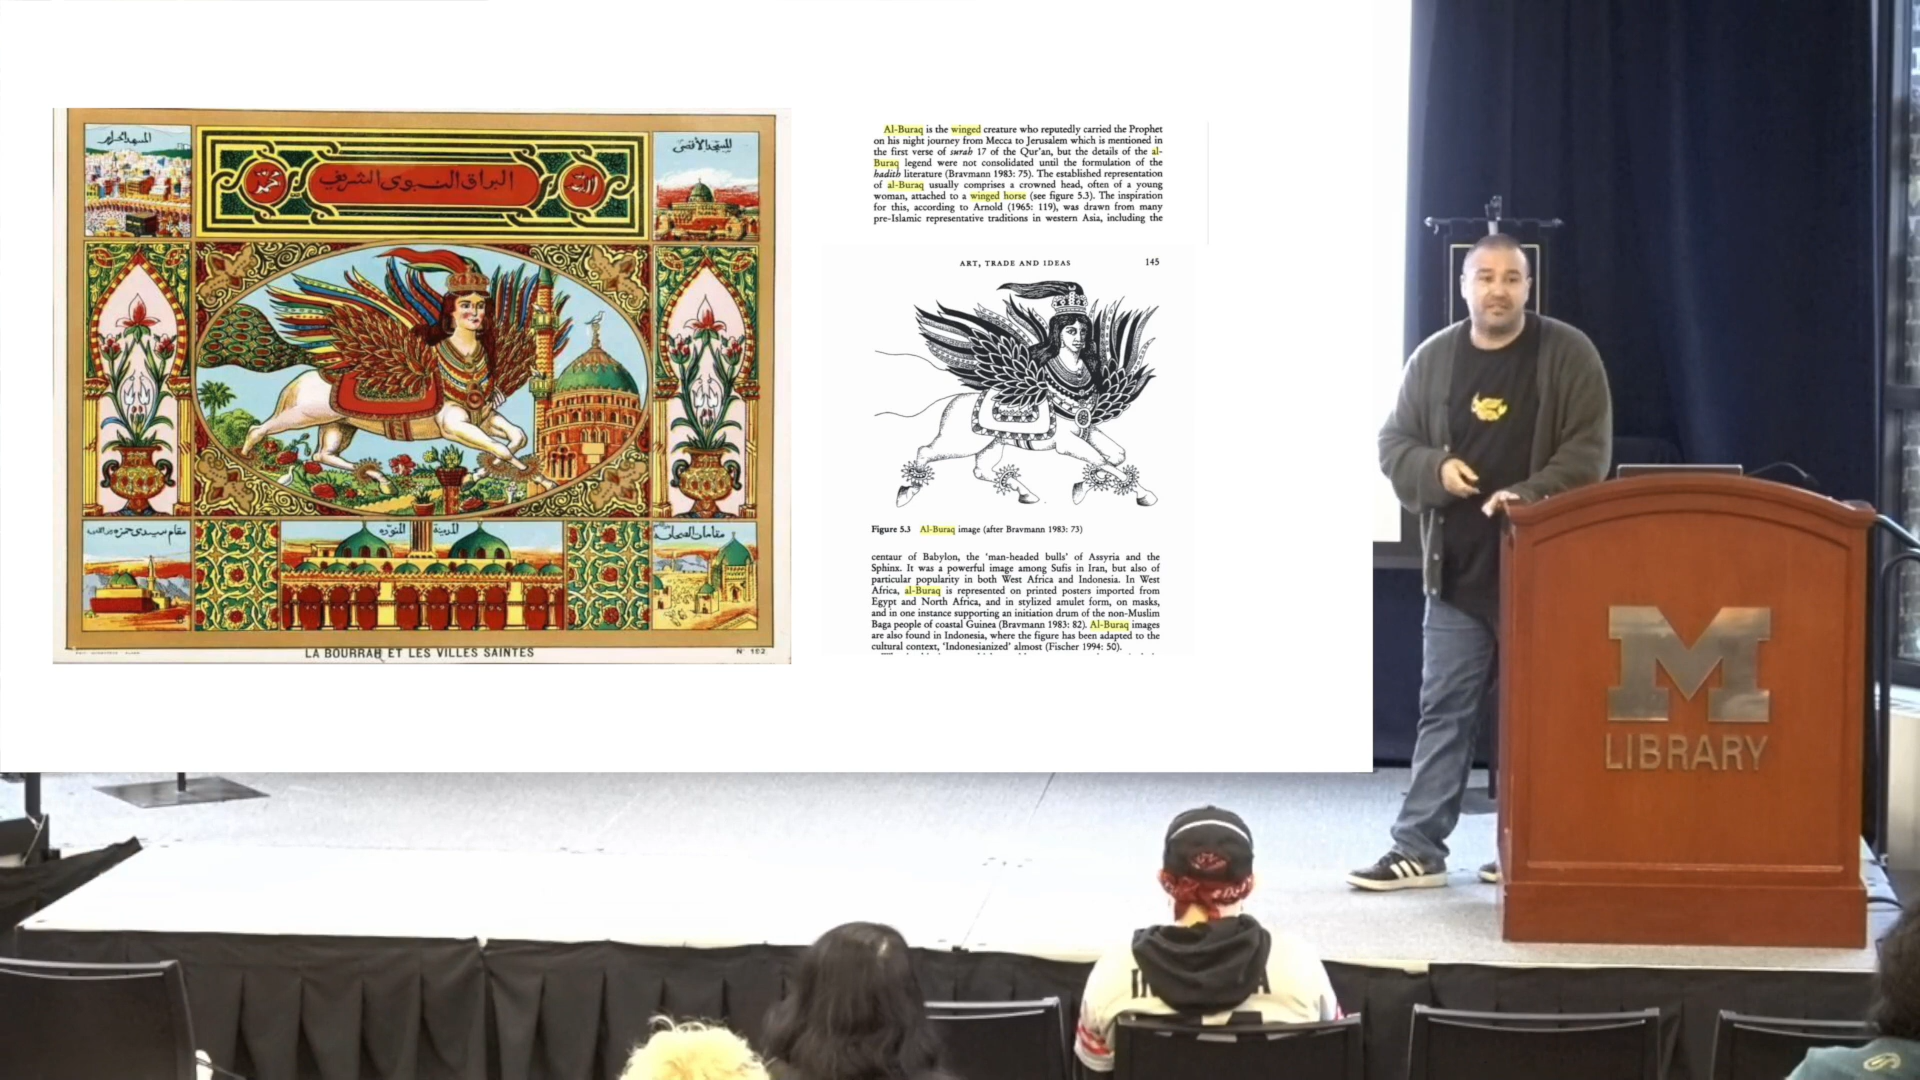 المسجد الحرام
محمد
البراق النبوى الشريف
الله
المسجد الأقصى
مقام سيدى حمزه
المدينة المنوّره
مقامات الصحابه
LA BOURRAH ET LES VILLES SAINTES
N° 162
Al-Buraq is the winged creature who reputedly carried the Prophet
on his night journey from Mecca to Jerusalem which is mentioned in
the first verse of surah 17 of the Qur'an, but the details of the al-
Buraq legend were not consolidated until the formulation of the
hadith literature (Bravmann 1983: 75). The established representation
of al-Buraq usually comprises a crowned head, often of a young
woman, attached to a winged horse (see figure 5.3). The inspiration
for this, according to Arnold (1965: 119), was drawn from many
pre-Islamic representative traditions in western Asia, including the
ART, TRADE AND IDEAS 145
Figure 5.3 Al-Buraq image (after Bravmann 1983: 73)
centaur of Babylon, the 'man-headed bulls' of Assyria and the
Sphinx. It was a powerful image among Sufis in Iran, but also of
particular popularity in both West Africa and Indonesia. In West
Africa, al-Buraq is represented on printed posters imported from
Egypt and North Africa, and in stylized amulet form, on masks,
and in one instance supporting an initiation drum of the non-Muslim
Baga people of coastal Guinea (Bravmann 1983: 82). Al-Buraq images
are also found in Indonesia, where the figure has been adapted to the
cultural context, 'Indonesianized' almost (Fischer 1994: 50).
M
LIBRARY